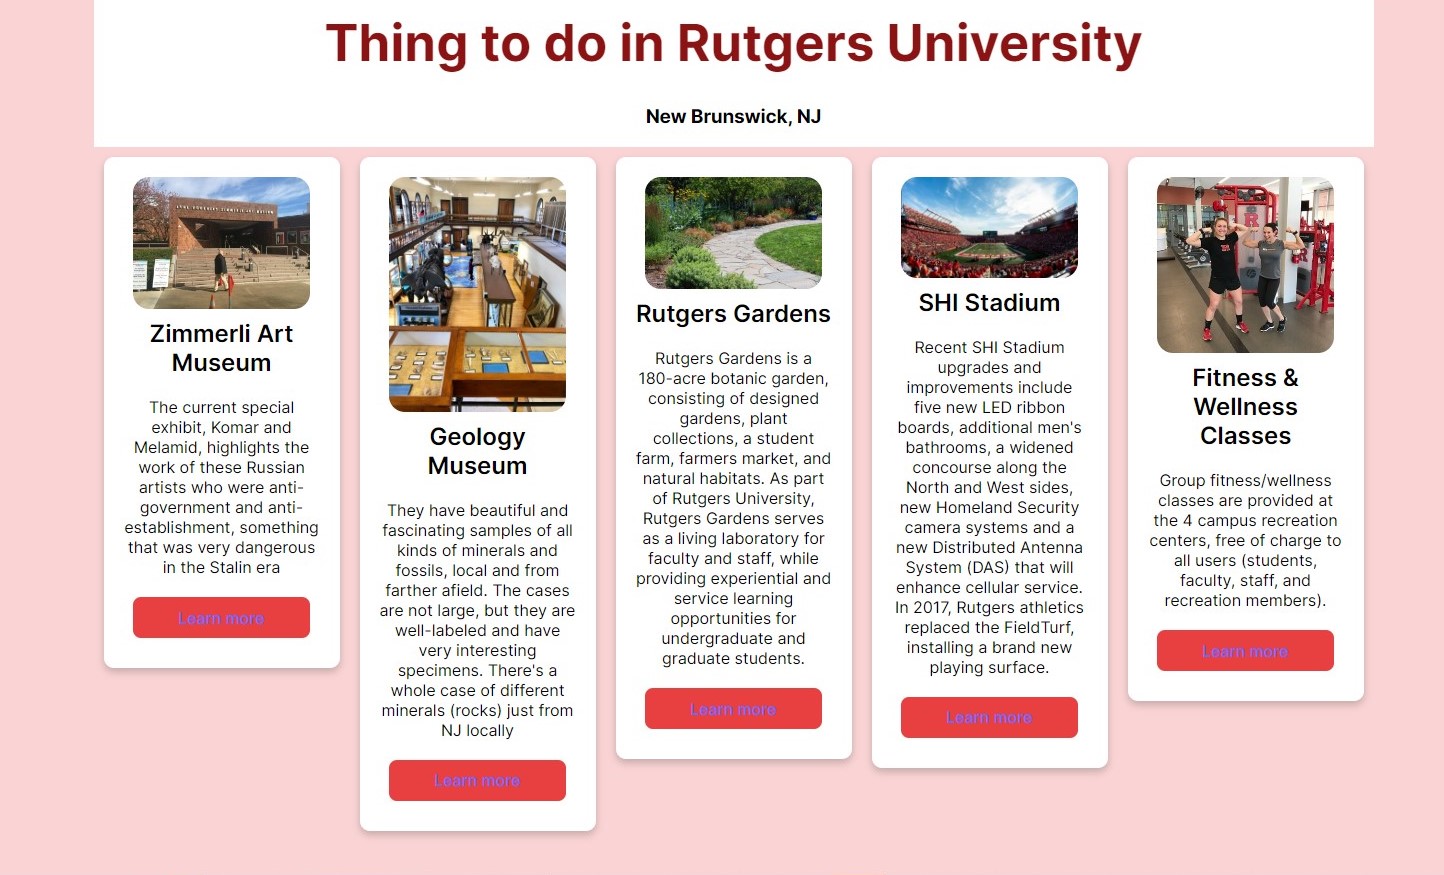 Thing to do in Rutgers University
New Brunswick, NJ
Zimmerli Art
Museum
The current special
exhibit, Komar and
Melamid, highlights the
work of these Russian
artists who were anti-
government and anti-
establishment, something
that was very dangerous
in the Stalin era
Learn more
Geology
Museum
They have beautiful and
fascinating samples of all
kinds of minerals and
fossils, local and from
farther afield. The cases
are not large, but they are
well-labeled and have
very interesting
specimens. There's a
whole case of different
minerals (rocks) just from
NJ locally
Learn more
Rutgers Gardens
Rutgers Gardens is a
180-acre botanic garden,
consisting of designed
gardens, plant
collections, a student
farm, farmers market, and
natural habitats. As part
of Rutgers University,
Rutgers Gardens serves
as a living laboratory for
faculty and staff, while
providing experiential and
service learning
opportunities for
undergraduate and
graduate students.
Learn more
SHI Stadium
Recent SHI Stadium
upgrades and
improvements include
five new LED ribbon
boards, additional men's
bathrooms, a widened
concourse along the
North and West sides,
new Homeland Security
camera systems and a
new Distributed Antenna
System (DAS) that will
enhance cellular service.
In 2017, Rutgers athletics
replaced the FieldTurf,
installing a brand new
playing surface.
Learn more
R
Fitness &
Wellness
Classes
Group fitness/wellness
classes are provided at
the 4 campus recreation
centers, free of charge to
all users (students,
faculty, staff, and
recreation members).
Learn more